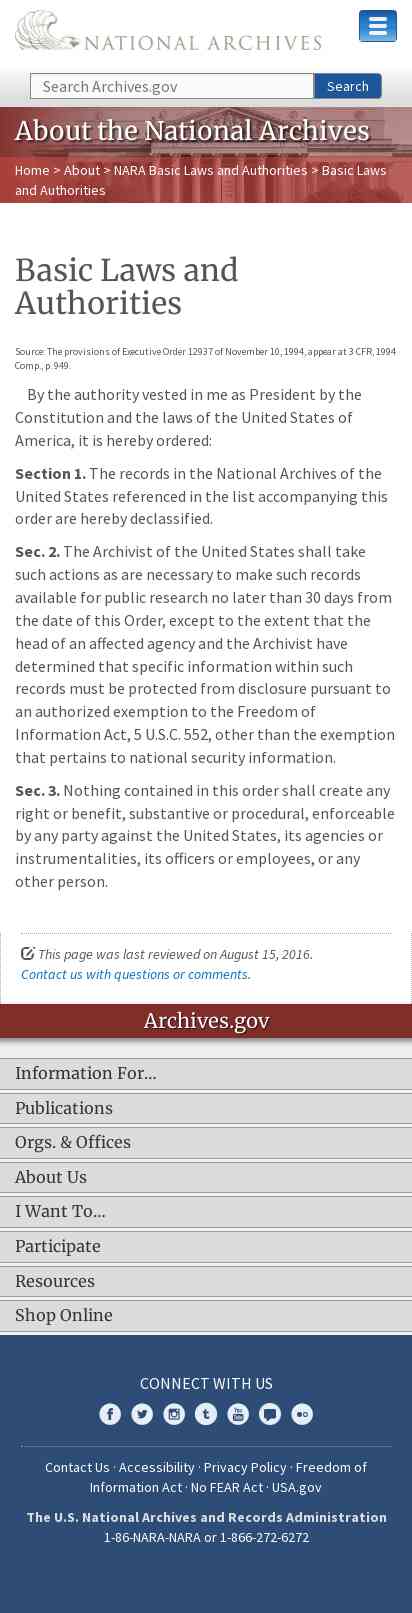 NATIONAL ARCHIVES
Search Archives.gov
Search
About the National Archives
Home > About > NARA Basic Laws and Authorities > Basic Laws
and Authorities
Basic Laws and
Authorities
Source: The provisions of Executive Order 12937 of November 10, 1994, appear at 3 CFR, 1994
Comp., p. 949.
By the authority vested in me as President by the
Constitution and the laws of the United States of
America, it is hereby ordered:
Section 1. The records in the National Archives of the
United States referenced in the list accompanying this
order are hereby declassified.
Sec. 2. The Archivist of the United States shall take
such actions as are necessary to make such records
available for public research no later than 30 days from
the date of this Order, except to the extent that the
head of an affected agency and the Archivist have
determined that specific information within such
records must be protected from disclosure pursuant to
an authorized exemption to the Freedom of
Information Act, 5 U.S.C. 552, other than the exemption
that pertains to national security information.
Sec. 3. Nothing contained in this order shall create any
right or benefit, substantive or procedural, enforceable
by any party against the United States, its agencies or
instrumentalities, its officers or employees, or any
other person.
This page was last reviewed on August 15, 2016.
Contact us with questions or comments.
Archives.gov
Information For…
Publications
Orgs. & Offices
About Us
I Want To…
Participate
Resources
Shop Online
CONNECT WITH US
Contact Us · Accessibility · Privacy Policy · Freedom of
Information Act · No FEAR Act · USA.gov
The U.S. National Archives and Records Administration
1-86-NARA-NARA or 1-866-272-6272